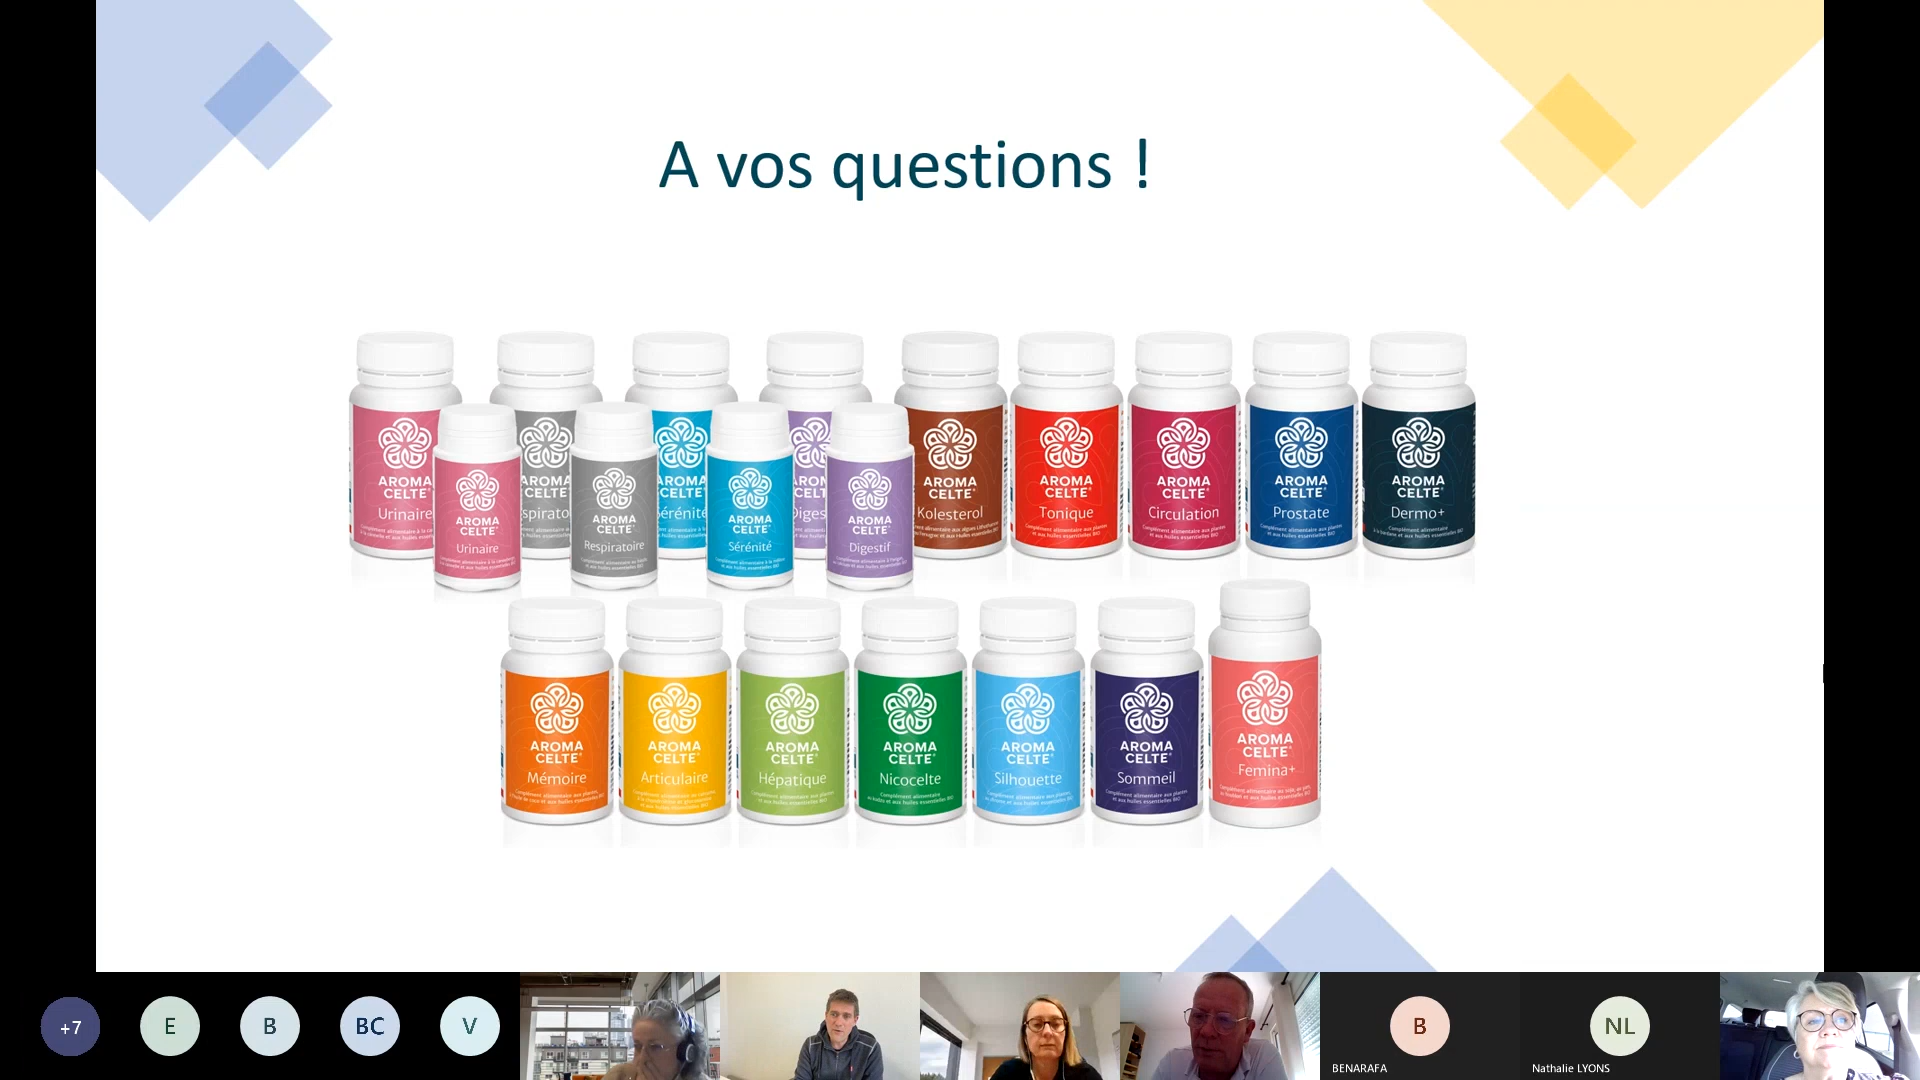 A vos questions !
AROMA
CELTE
Urinaire
AROMA
CELTE
Urinaire
AROMA
CELTE
spirato
AROMA
CELTE
Respiratoire
AROMA
CELTE
Sérénité
AROMA
CELTE
Sérénité
AROMA
CELTE
Diges
AROMA
CELTE
Digestif
AROMA
CELTE
Kolesterol
AROMA
CELTE
Tonique
AROMA
CELTE
Circulation
AROMA
CELTE
Prostate
AROMA
CELTE
Dermo+
AROMA
CELTE
Mémoire
AROMA
CELTE
Articulaire
AROMA
CELTE
Hépatique
AROMA
CELTE
Nicocelte
AROMA
CELTE
Silhouette
AROMA
CELTE
Sommeil
AROMA
CELTE
Femina+
+7
E
B
BC
V
B
BENARAFA
NL
Nathalie LYONS